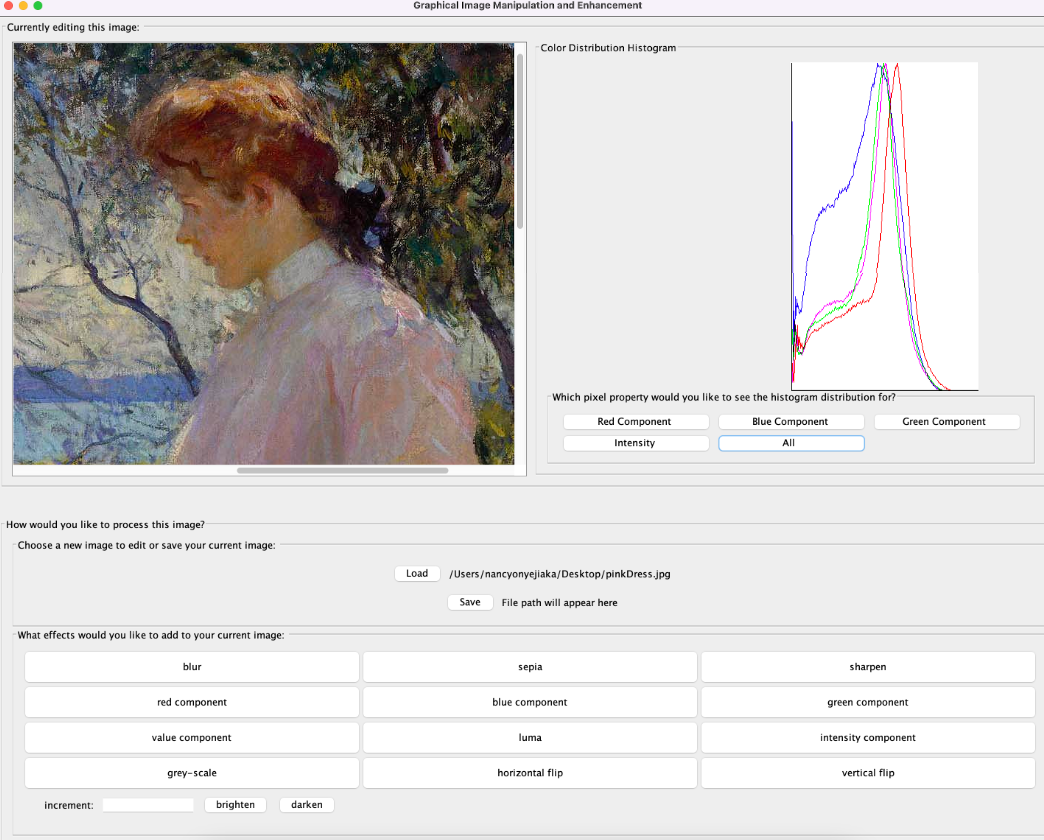 Graphical Image Manipulation and Enhancement
Currently editing this image:
Color Distribution Histogram
Which pixel property would you like to see the histogram distribution for?
Red Component Blue Component Green Component
Intensity All
How would you like to process this image?
Choose a new image to edit or save your current image:
Load /Users/nancyonyejiaka/Desktop/pinkDress.jpg
Save File path will appear here
What effects would you like to add to your current image:
blur sepia sharpen
red component blue component green component
value component luma intensity component
grey-scale horizontal flip vertical flip
increment: brighten darken